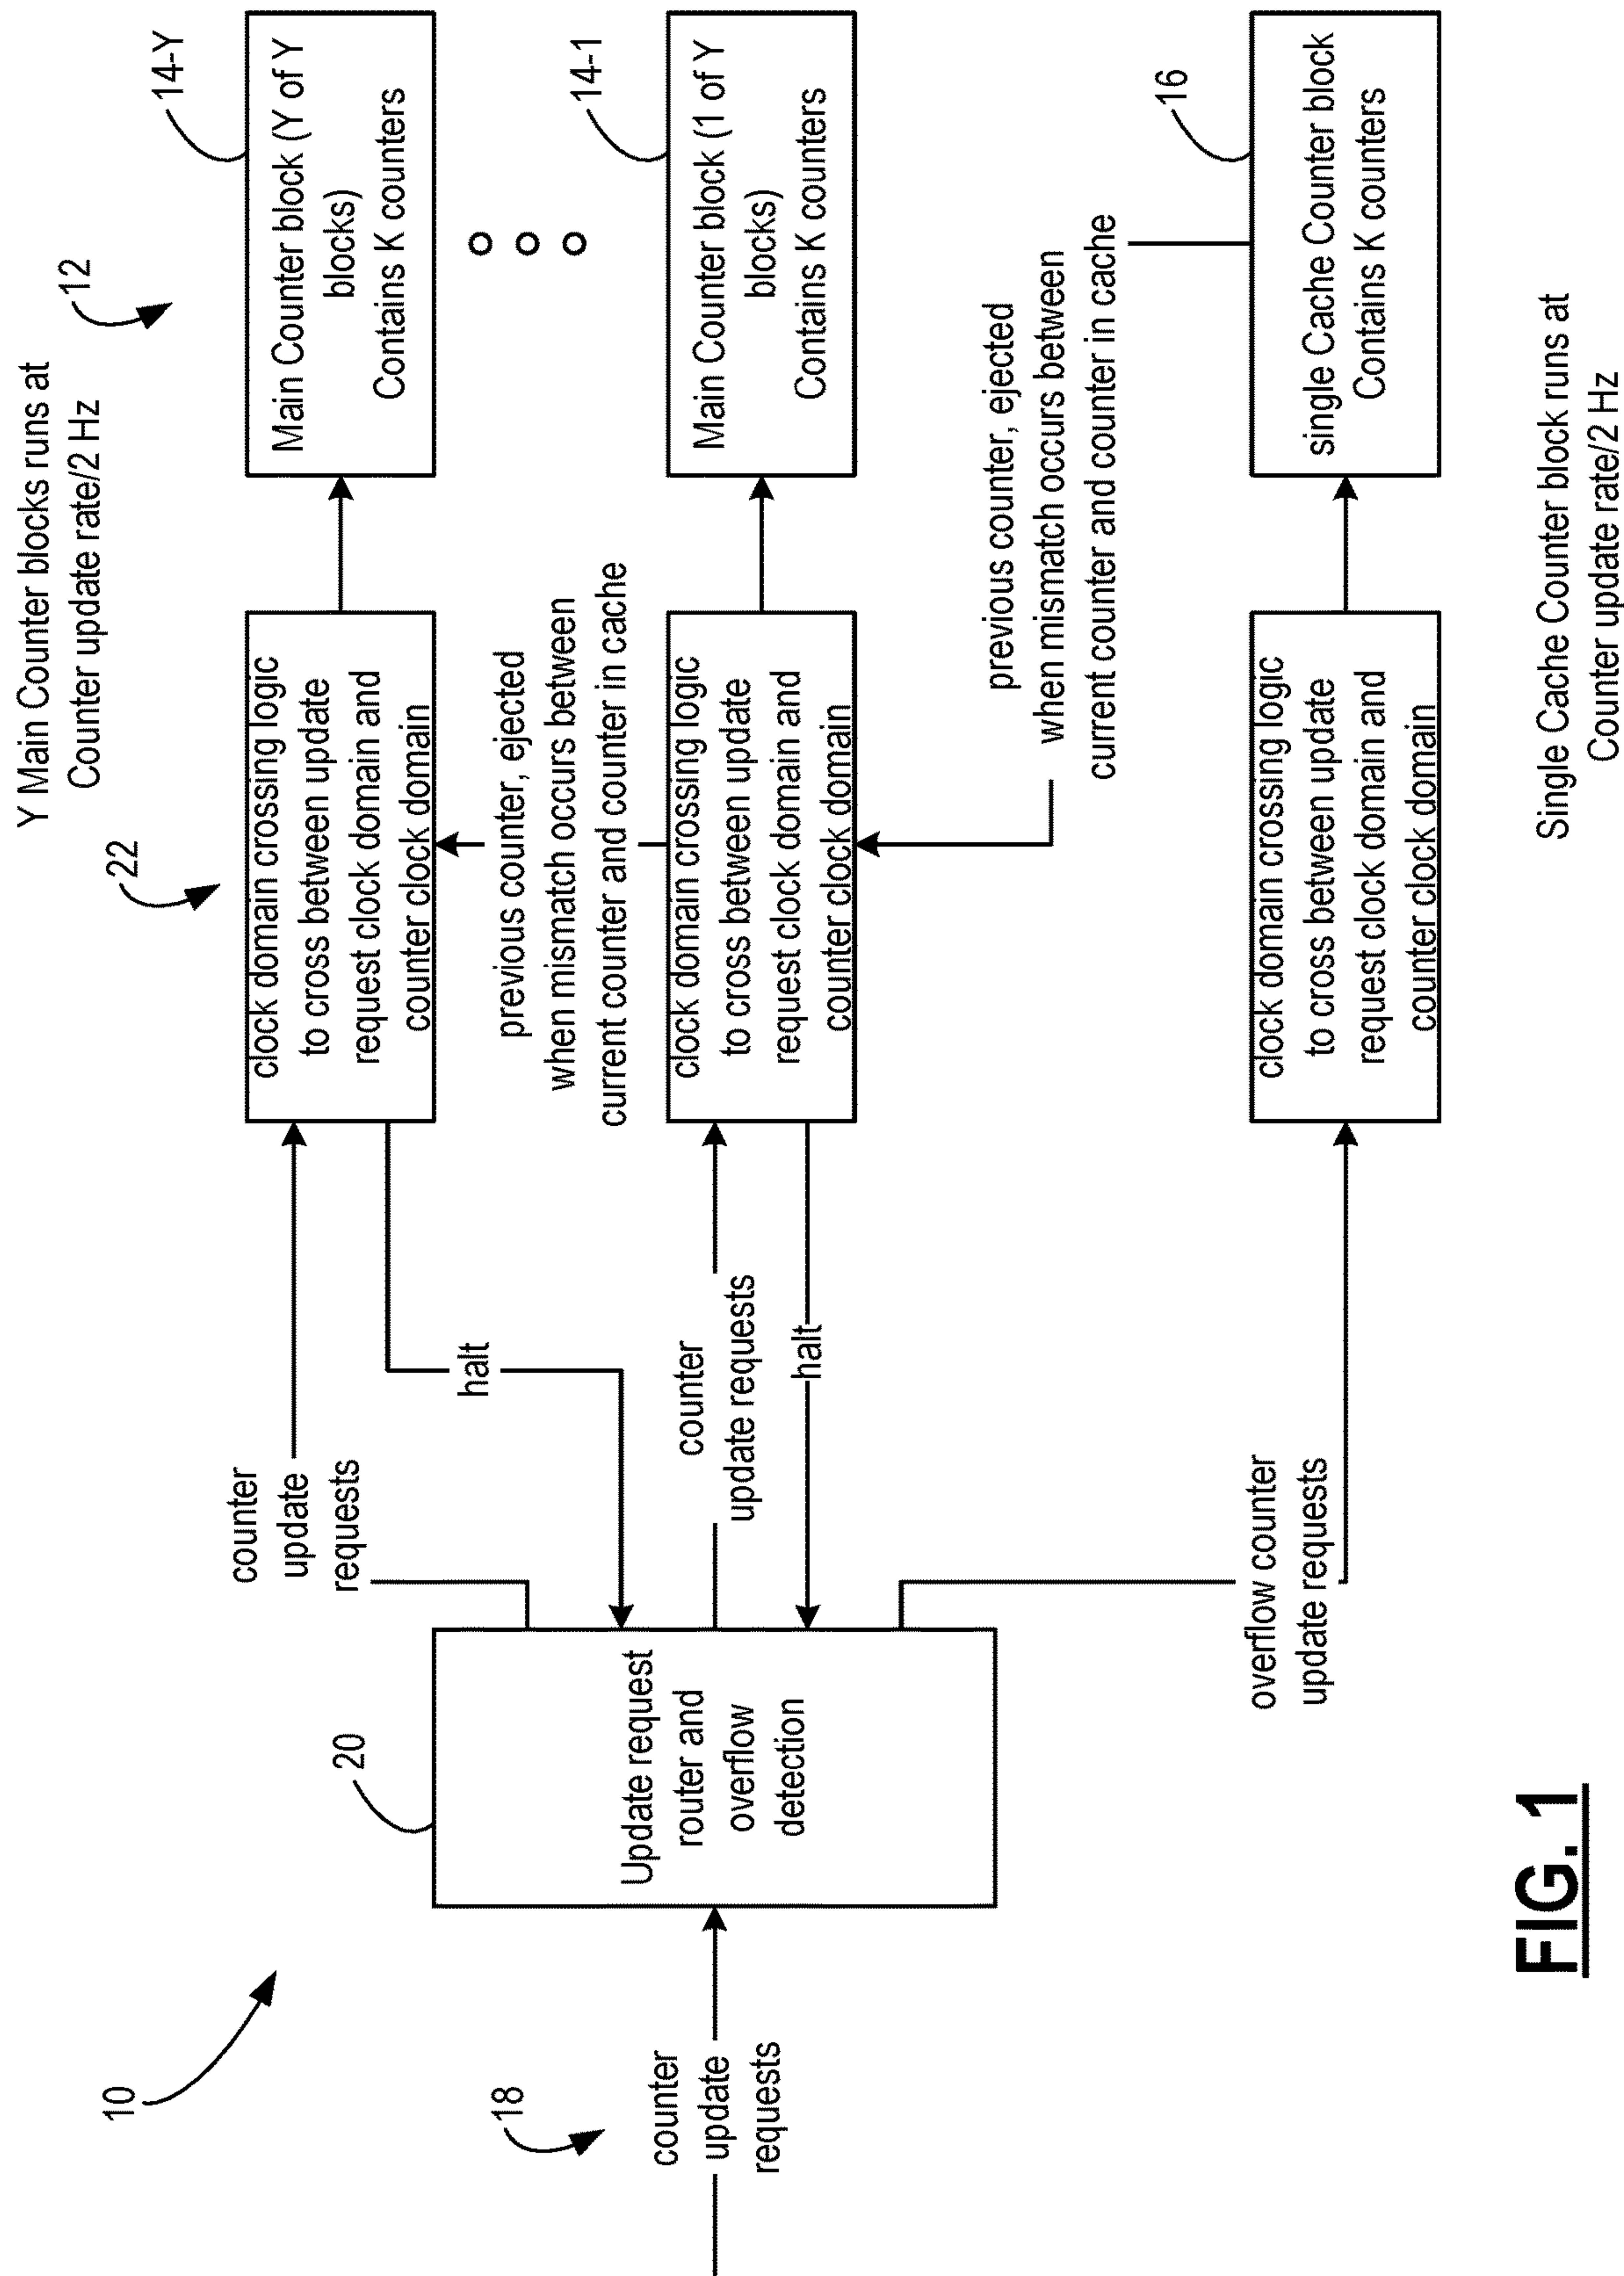 Y Main Counter blocks runs at
Counter update rate/2 Hz
12
22
10
14-Y
Main Counter block (Y of Y
blocks)
Contains K counters
clock domain crossing logic
to cross between update
request clock domain and
counter clock domain
counter
update
requests
halt
previous counter, ejected
when mismatch occurs between
current counter and counter in cache
14-1
Main Counter block (1 of Y
blocks)
Contains K counters
clock domain crossing logic
to cross between update
request clock domain and
counter clock domain
counter
update requests
halt
20
Update request
router and
overflow
detection
18
counter
update
requests
previous counter, ejected
when mismatch occurs between
current counter and counter in cache
16
single Cache Counter block
Contains K counters
clock domain crossing logic
to cross between update
request clock domain and
counter clock domain
overflow counter
update requests
Single Cache Counter block runs at
Counter update rate/2 Hz
FIG. 1